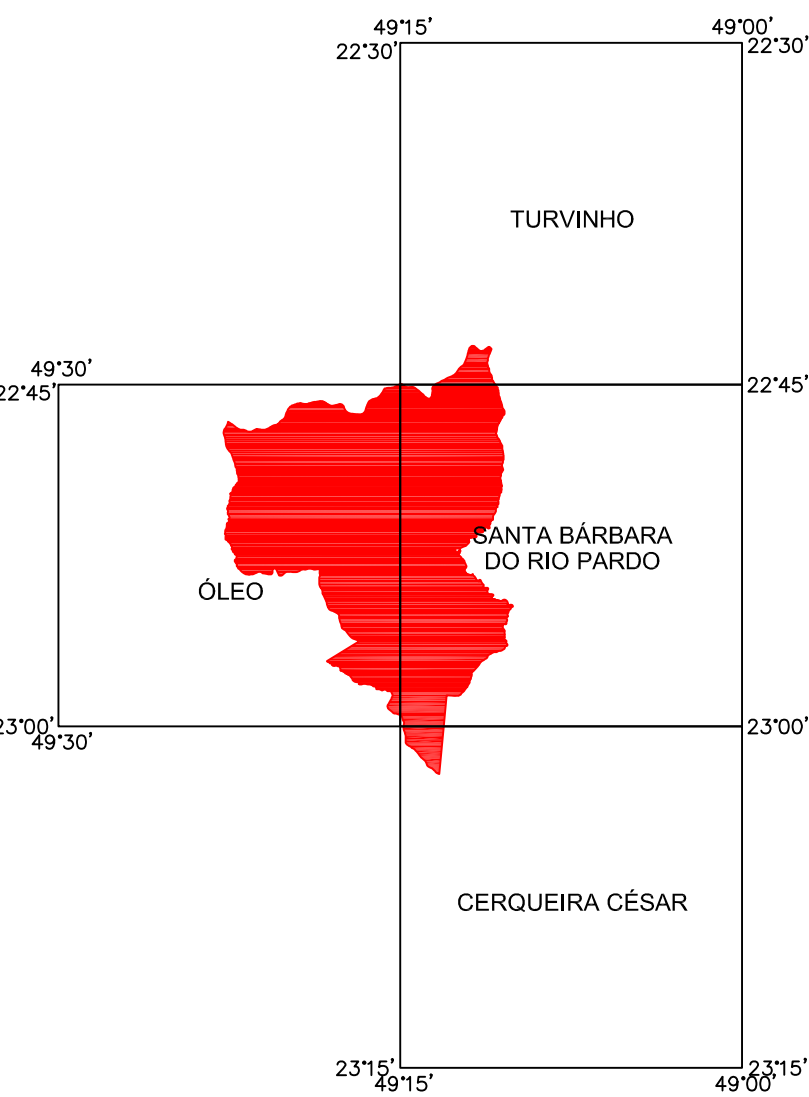 49°15' 49°00'
22°30' 22°30'
TURVINHO
49°30'
22°45' 22°45'
SANTA BÁRBARA
DO RIO PARDO
ÓLEO
23°00' 23°00'
49°30'
CERQUEIRA CÉSAR
23°15' 23°15'
49°15' 49°00'